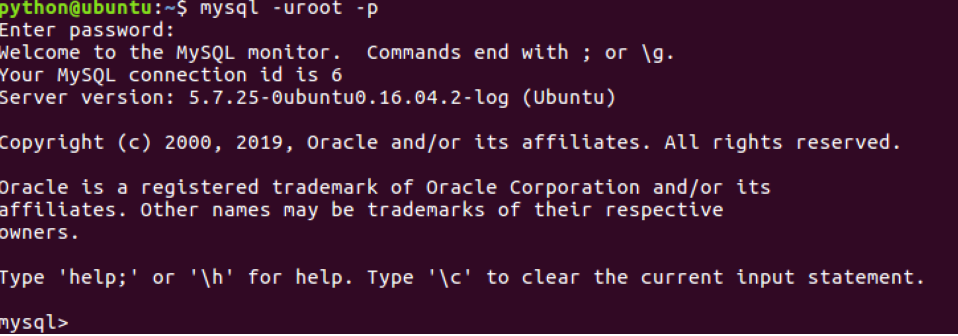 python@ubuntu:~$ mysql -uroot -p
Enter password:
Welcome to the MySQL monitor.  Commands end with ; or \g.
Your MySQL connection id is 6
Server version: 5.7.25-0ubuntu0.16.04.2-log (Ubuntu)
Copyright (c) 2000, 2019, Oracle and/or its affiliates. All rights reserved.
Oracle is a registered trademark of Oracle Corporation and/or its
affiliates. Other names may be trademarks of their respective
owners.
Type 'help;' or '\h' for help. Type '\c' to clear the current input statement.
mysql>